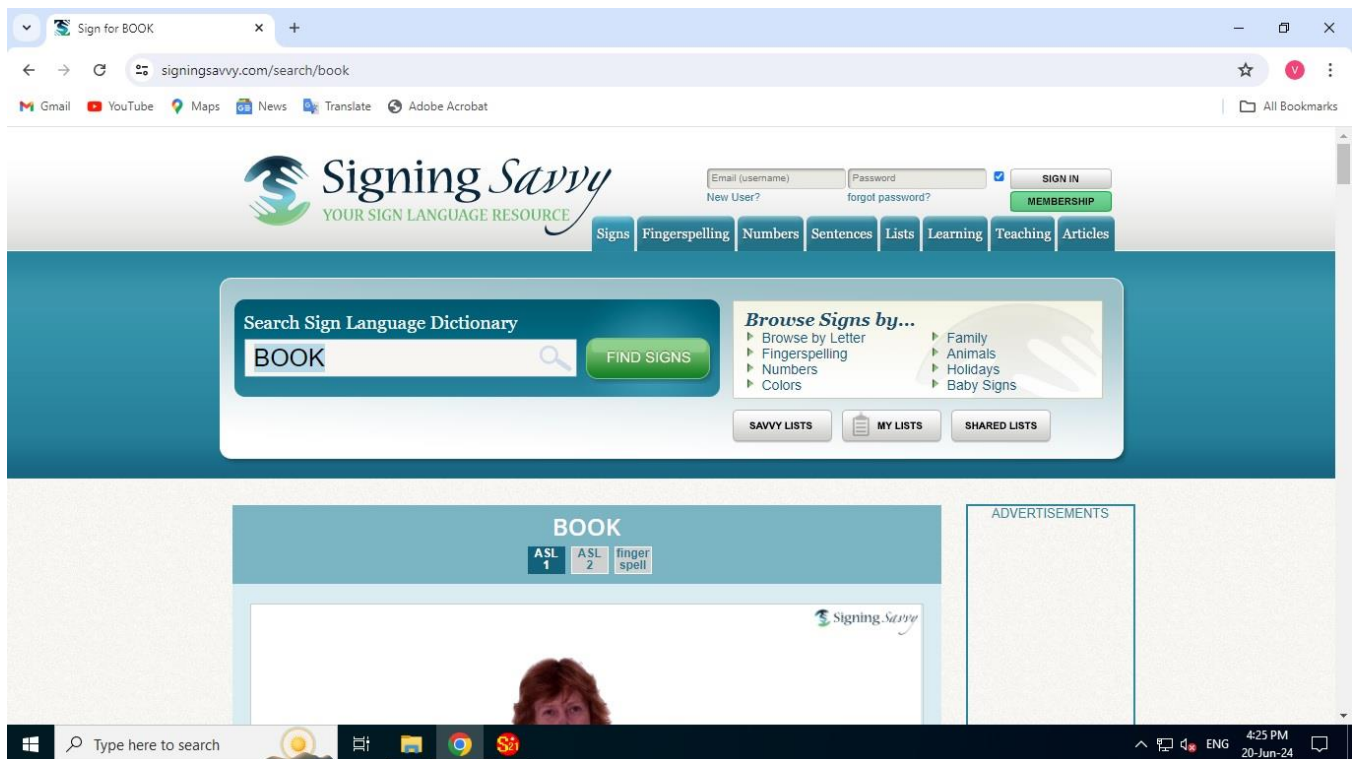 Sign for BOOK
signingsavvy.com/search/book
V
Gmail YouTube Maps News Translate Adobe Acrobat All Bookmarks
Signing Savvy
YOUR SIGN LANGUAGE RESOURCE
Email (username) Password SIGN IN
New User? forgot password? MEMBERSHIP
Signs Fingerspelling Numbers Sentences Lists Learning Teaching Articles
Search Sign Language Dictionary
BOOK
FIND SIGNS
Browse Signs by...
Browse by Letter
Fingerspelling
Numbers
Colors
Family
Animals
Holidays
Baby Signs
SAVVY LISTS MY LISTS SHARED LISTS
BOOK
ASL 1
ASL 2
finger spell
ADVERTISEMENTS
Signing Savvy
Type here to search
S21
ENG
4:25 PM
20-Jun-24